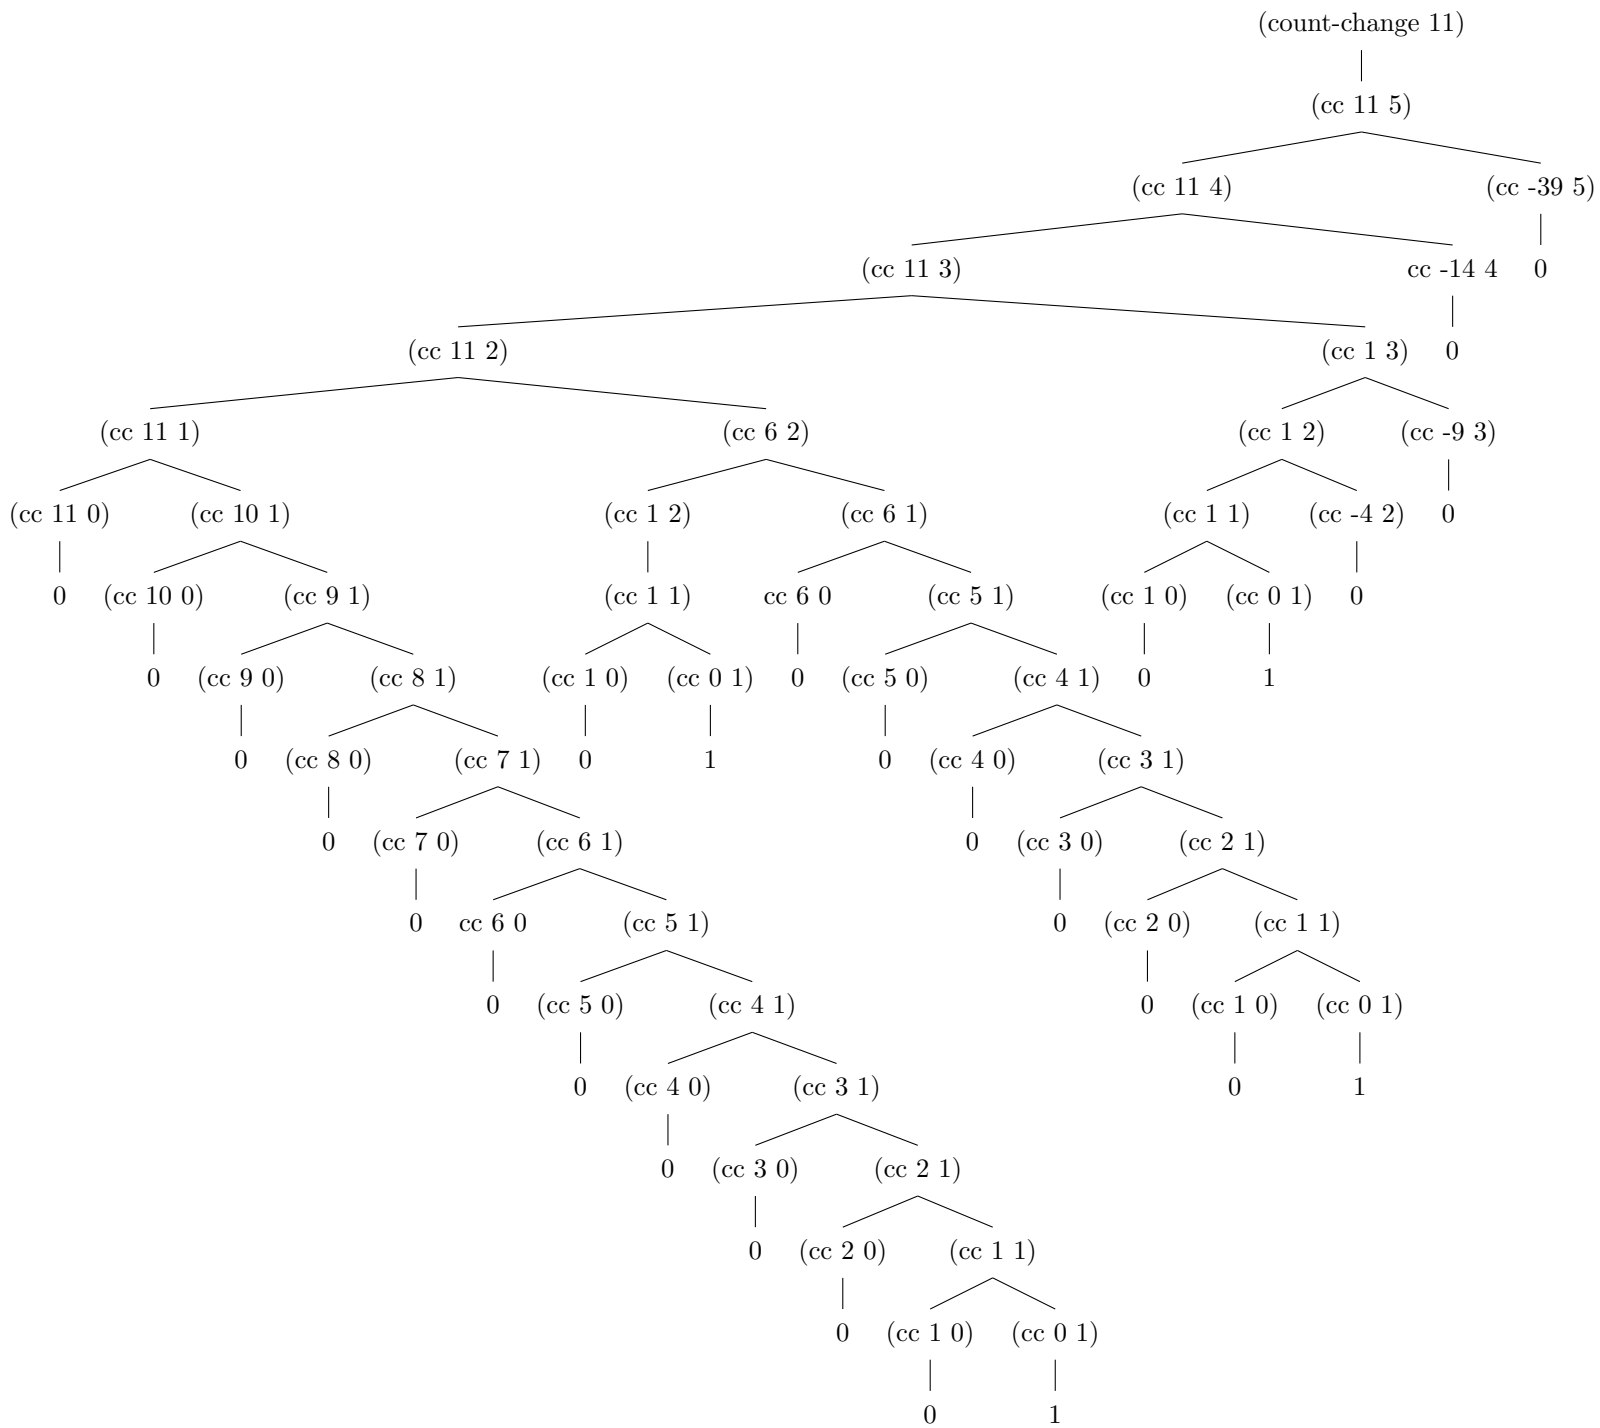 (count-change 11)
(cc 11 5)
(cc 11 4) (cc -39 5)
(cc 11 3) cc -14 4 0
(cc 11 2) (cc 1 3) 0
(cc 11 1) (cc 6 2) (cc 1 2) (cc -9 3)
(cc 11 0) (cc 10 1) (cc 1 2) (cc 6 1) (cc 1 1) (cc -4 2) 0
0 (cc 10 0) (cc 9 1) (cc 1 1) cc 6 0 (cc 5 1) (cc 1 0) (cc 0 1) 0
0 (cc 9 0) (cc 8 1) (cc 1 0) (cc 0 1) 0 (cc 5 0) (cc 4 1) 0 1
0 (cc 8 0) (cc 7 1) 0 1 0 (cc 4 0) (cc 3 1)
0 (cc 7 0) (cc 6 1) 0 (cc 3 0) (cc 2 1)
0 cc 6 0 (cc 5 1) 0 (cc 2 0) (cc 1 1)
0 (cc 5 0) (cc 4 1) 0 (cc 1 0) (cc 0 1)
0 (cc 4 0) (cc 3 1) 0 1
0 (cc 3 0) (cc 2 1)
0 (cc 2 0) (cc 1 1)
0 (cc 1 0) (cc 0 1)
0 1